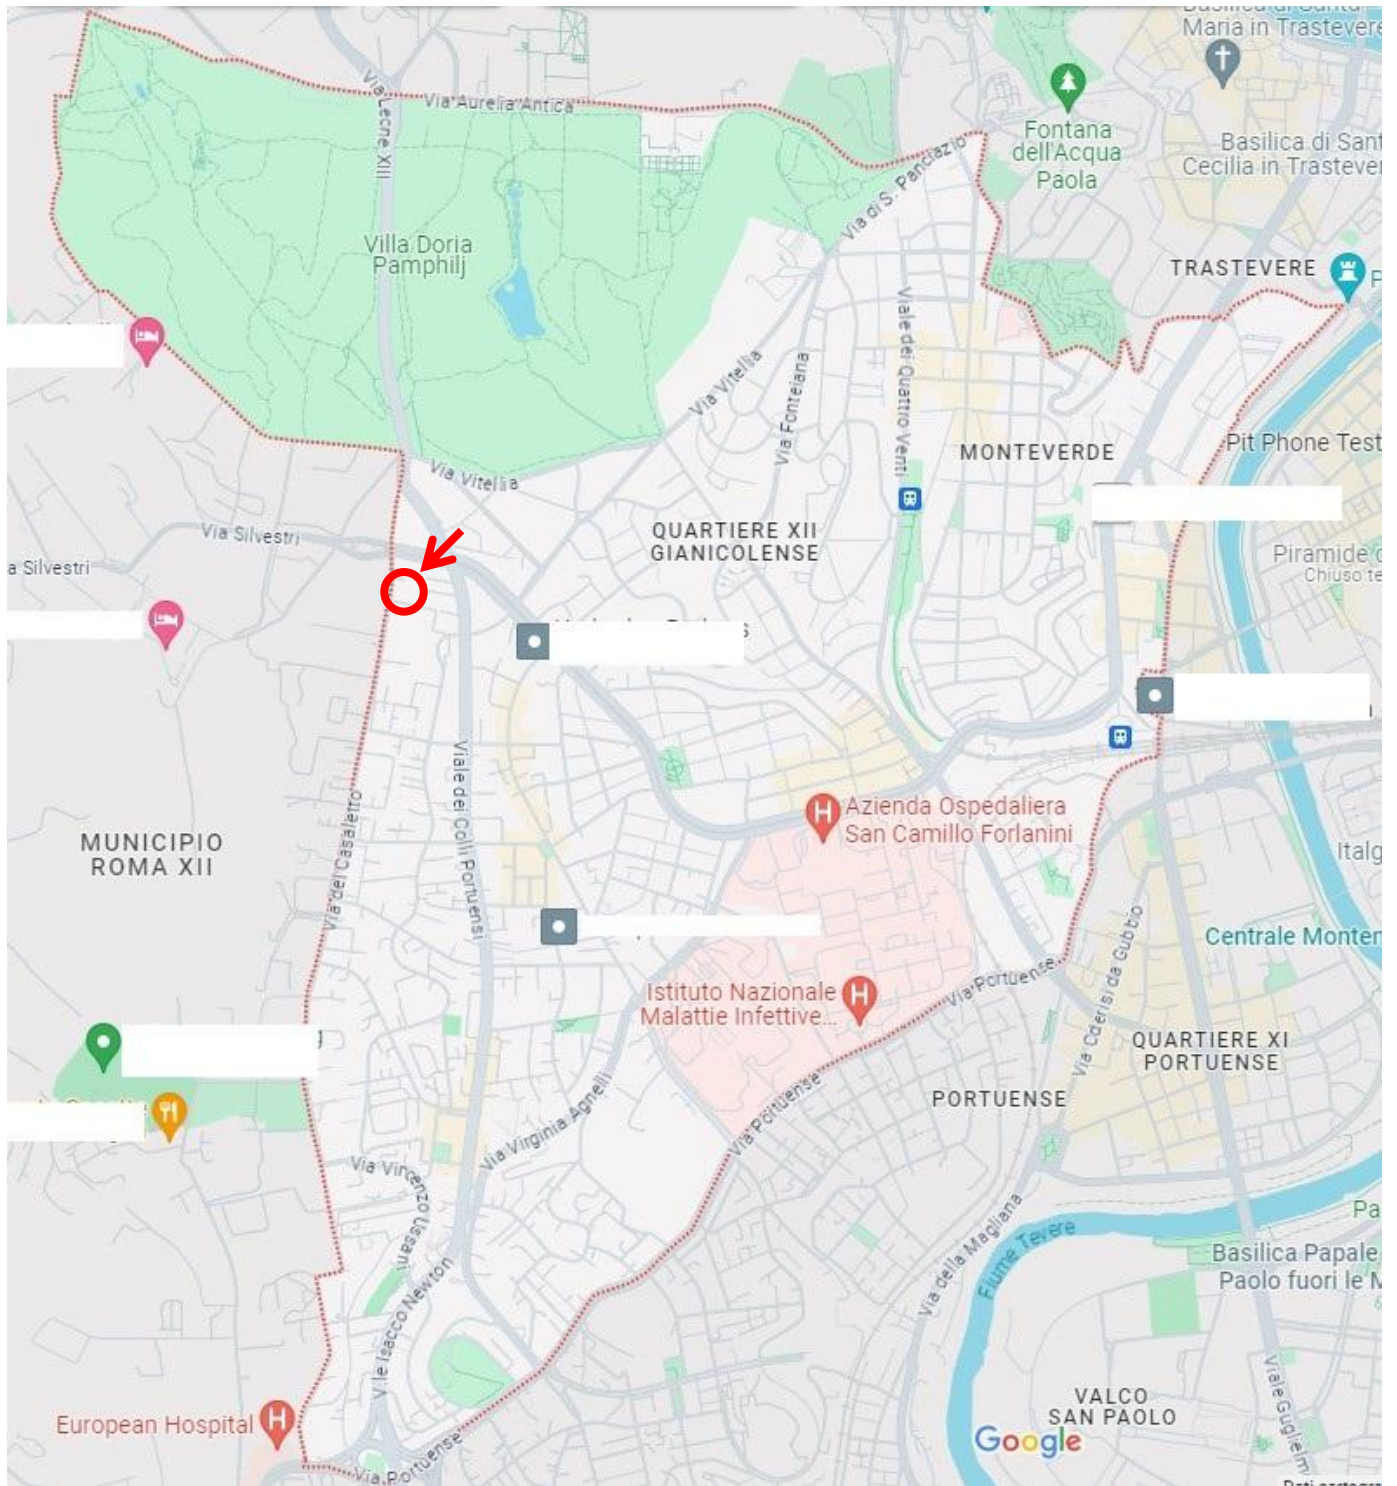 Maria in Trastevere
Via Leone XIII
Via Aurelia Antica
Fontana
dell'Acqua
Paola
Basilica di Sant
Cecilia in Trastever
Via di S. Pancrazio
Villa Doria
Pamphilj
TRASTEVERE
P
Viale dei Quattro Venti
Via Vitellia
Via Fonteiana
MONTEVERDE
Pit Phone Test
Via Vitellia
Via Silvestri
QUARTIERE XII
GIANICOLENSE
a Silvestri
Piramide
Chiuso te
Viale dei Colli Portuensi
Azienda Ospedaliera
San Camillo Forlanini
MUNICIPIO
ROMA XII
Italg
Via del Casaletto
Via Oderisi da Gubbio
Centrale Montem
Via Portuense
Istituto Nazionale
Malattie Infettive...
QUARTIERE XI
PORTUENSE
PORTUENSE
Via Portuense
Via Virginia Agnelli
Via Vincenzo Ussani
Via della Magliana
Fiume Tevere
Pa
Basilica Papale
Paolo fuori le M
V.le Isacco Newton
Viale Guglielm
European Hospital
VALCO
SAN PAOLO
Google
Via Portuense